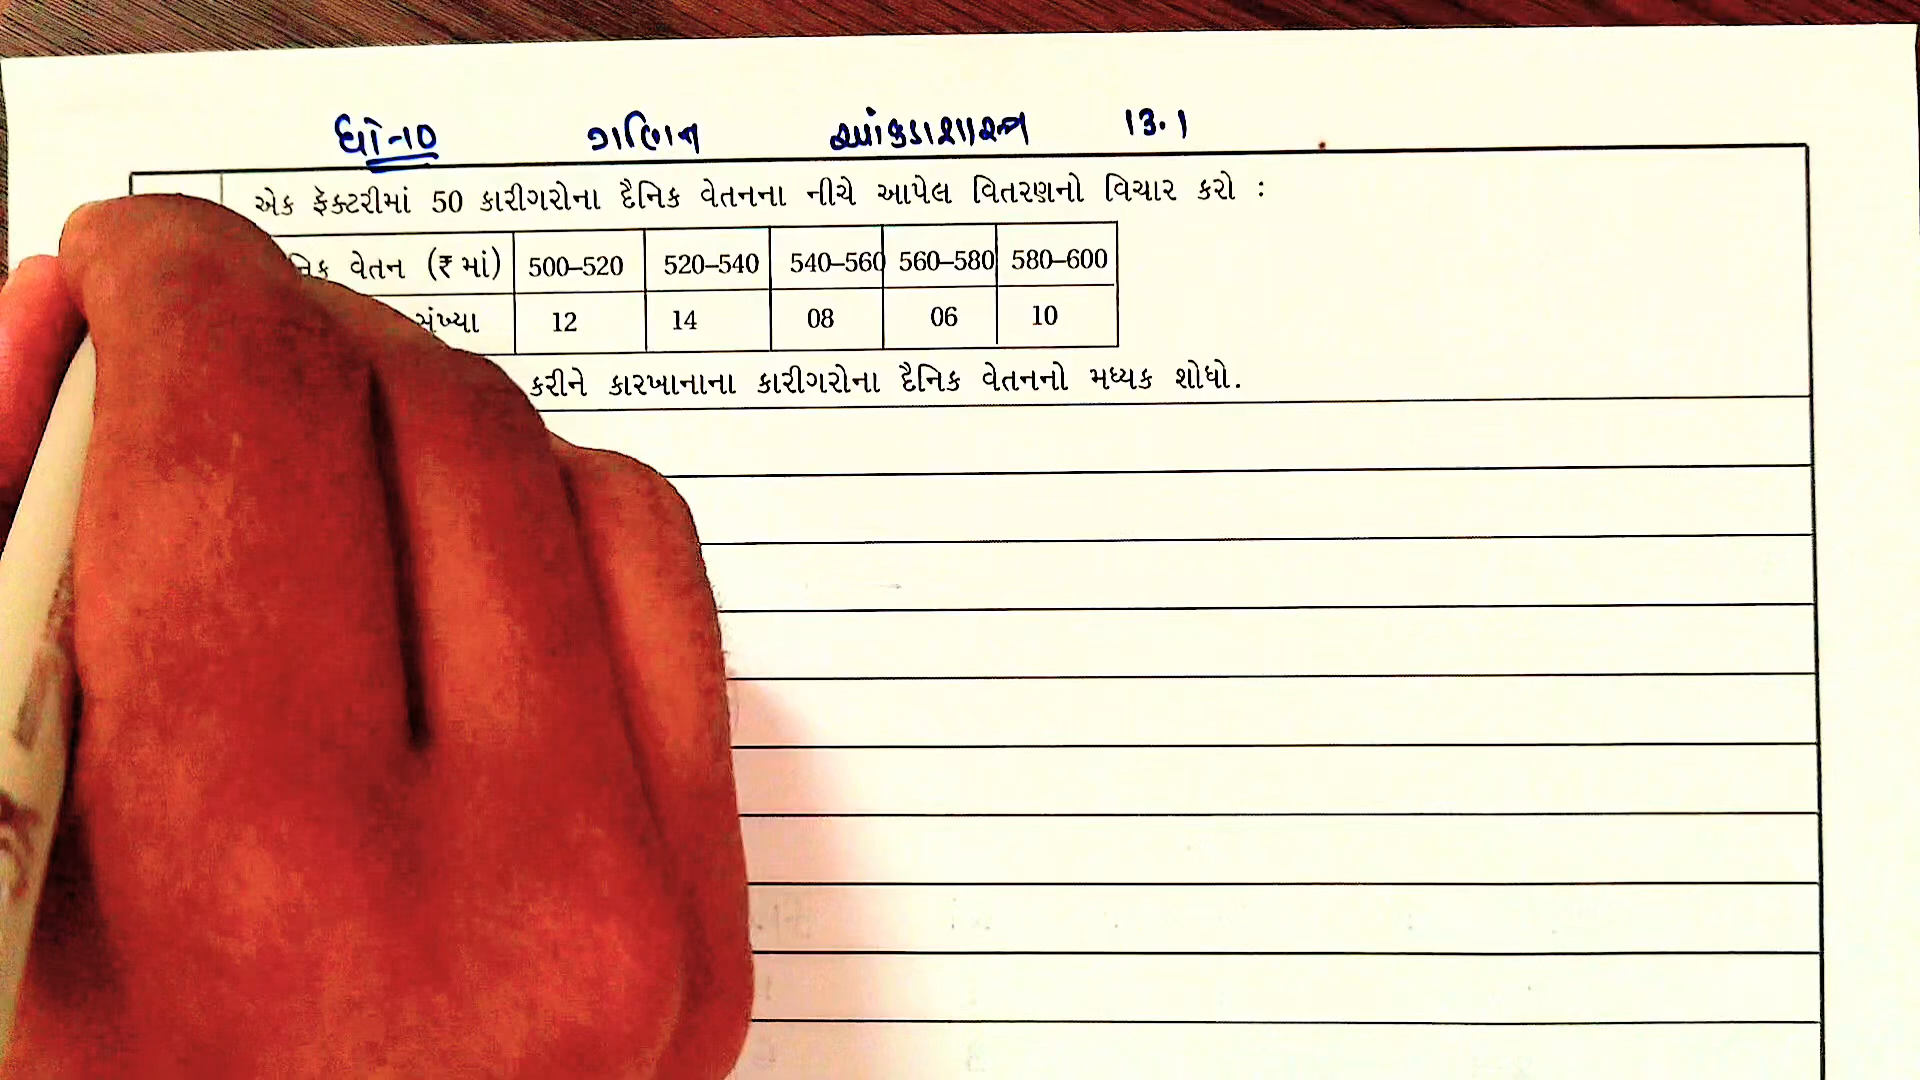 ધો-10 ગણિત આંકડાશાસ્ત્ર 13.1
એક ફૅક્ટરીમાં 50 કારીગરોના દૈનિક વેતનના નીચે આપેલ વિતરણનો વિચાર કરો :
વેતન (₹ માં) 500–520 520–540 540–560 560–580 580–600
સંખ્યા 12 14 08 06 10
કરીને કારખાનાના કારીગરોના દૈનિક વેતનનો મધ્યક શોધો.